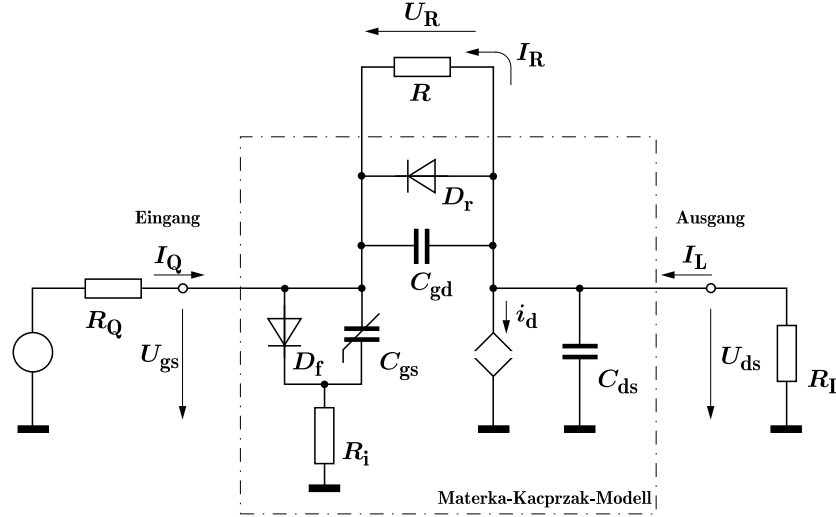 U_R
I_R
R
D_r
Eingang
Ausgang
I_Q
C_gd
I_L
R_Q
U_gs
D_f
C_gs
i_d
C_ds
U_ds
R_L
R_i
Materka-Kacprzak-Modell